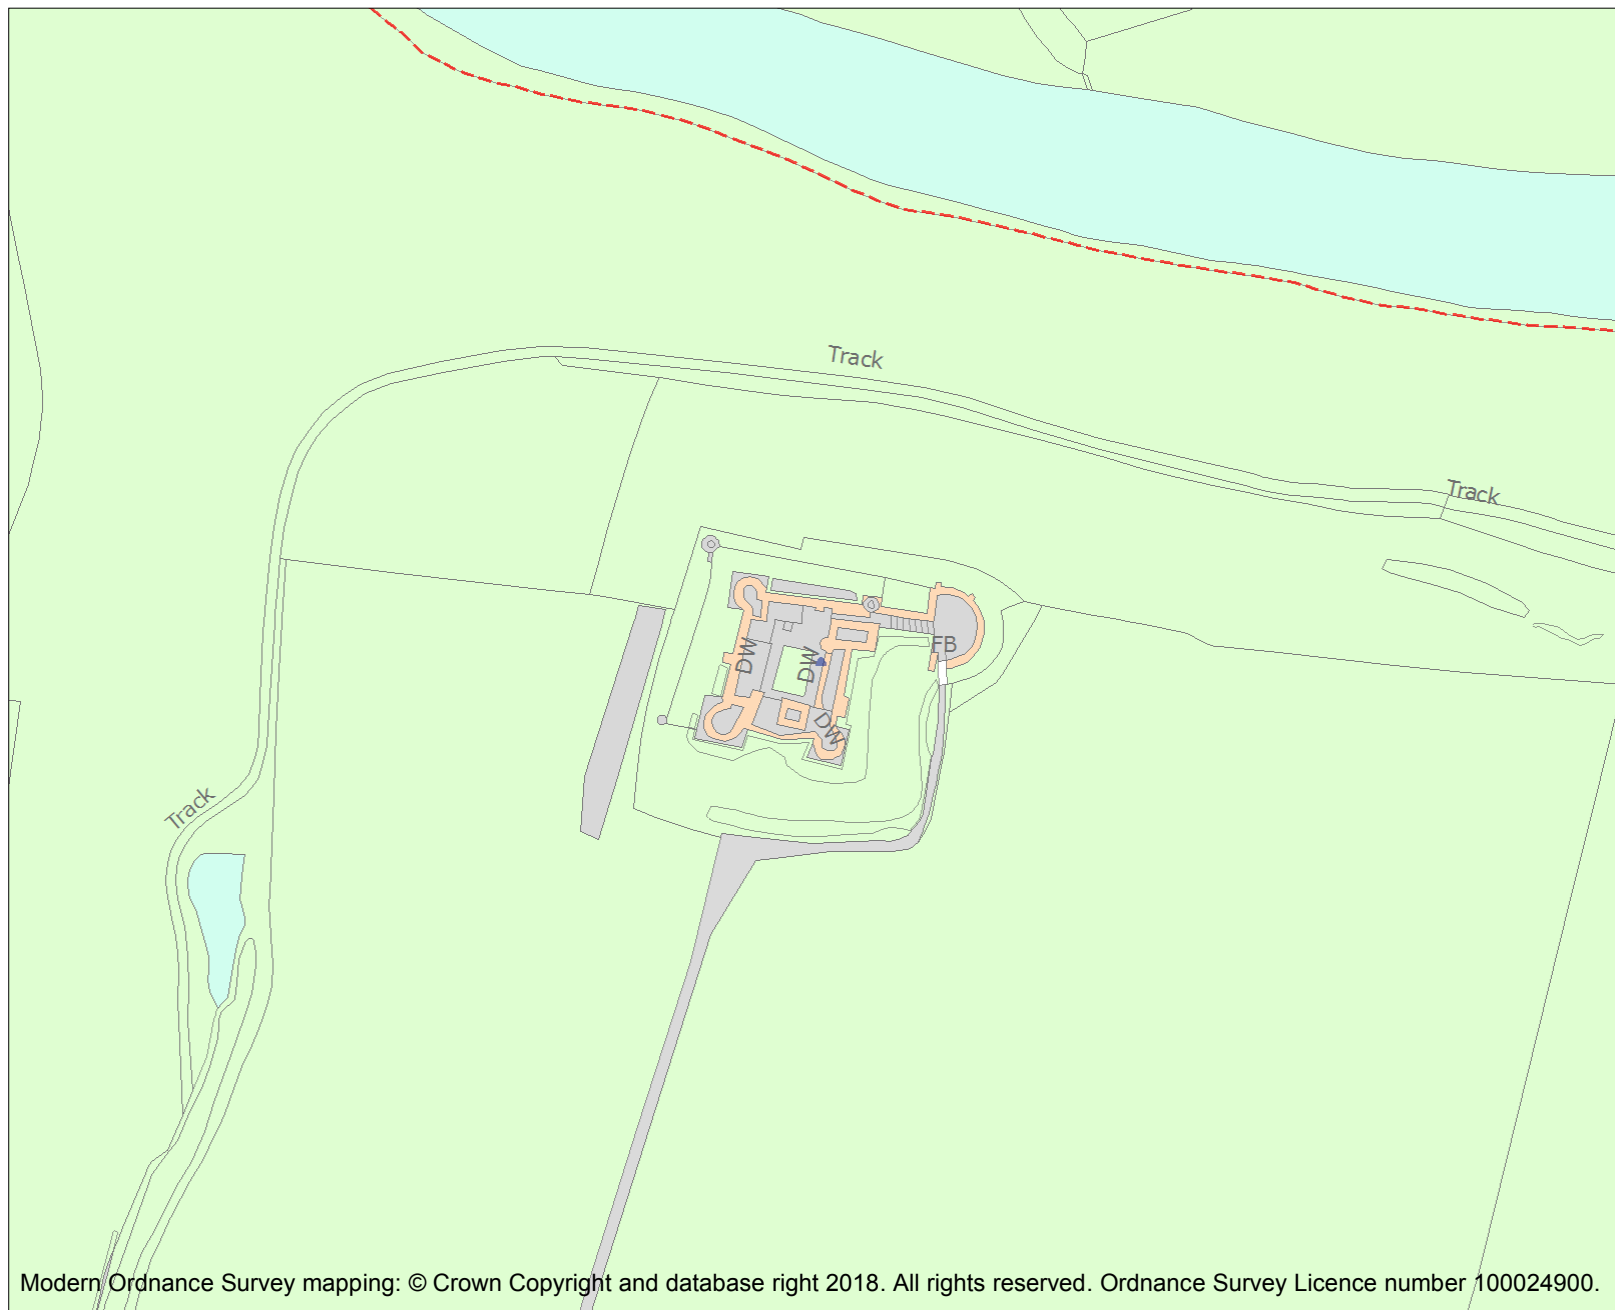 Track
Track
FB
DW
DW
DW
Track
Modern Ordnance Survey mapping: © Crown Copyright and database right 2018. All rights reserved. Ordnance Survey Licence number 100024900.